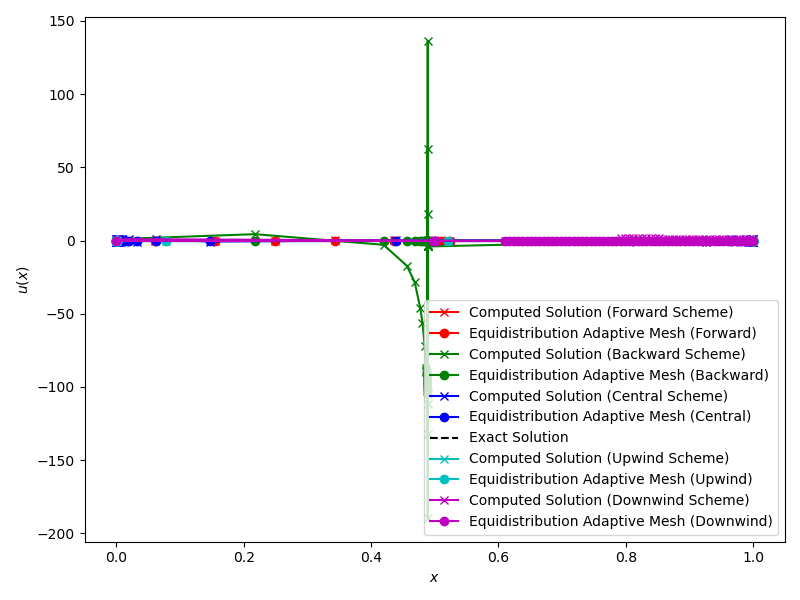 150
100
50
0
−50
−100
−150
−200
u(x)
0.0 0.2 0.4 0.6 0.8 1.0
x
Computed Solution (Forward Scheme)
Equidistribution Adaptive Mesh (Forward)
Computed Solution (Backward Scheme)
Equidistribution Adaptive Mesh (Backward)
Computed Solution (Central Scheme)
Equidistribution Adaptive Mesh (Central)
Exact Solution
Computed Solution (Upwind Scheme)
Equidistribution Adaptive Mesh (Upwind)
Computed Solution (Downwind Scheme)
Equidistribution Adaptive Mesh (Downwind)